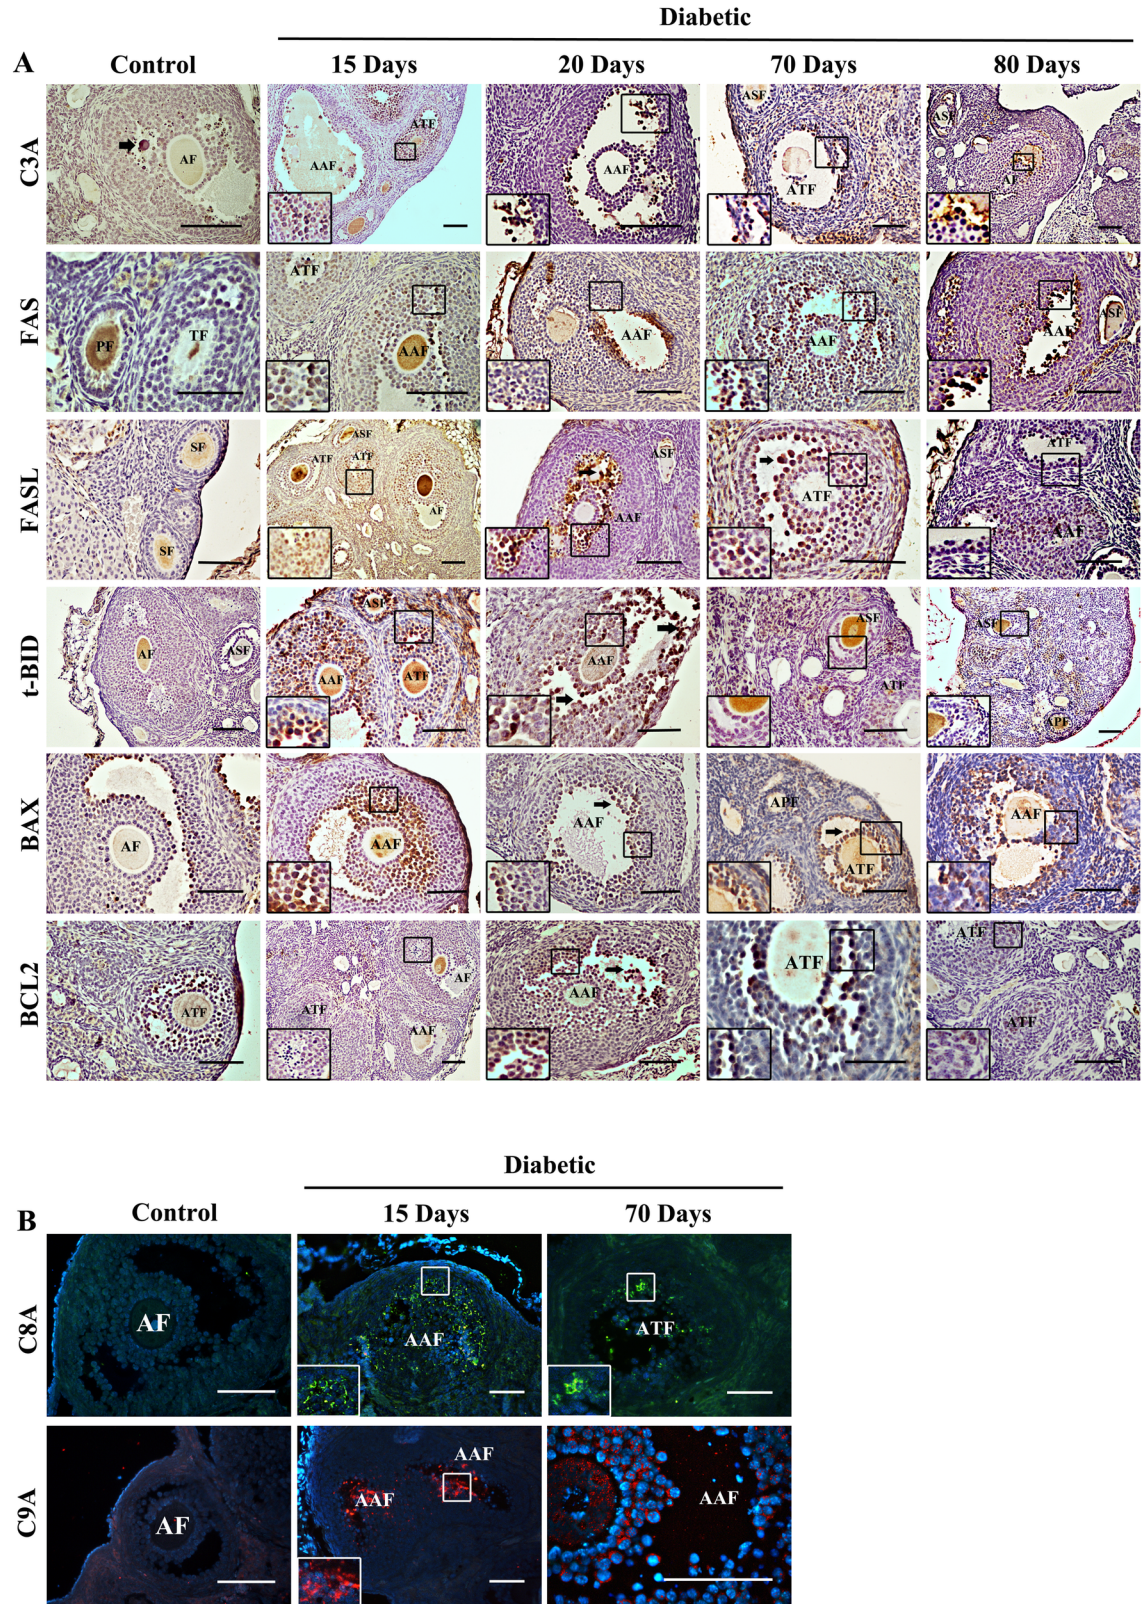 Diabetic
A
Control 15 Days 20 Days 70 Days 80 Days
C3A
AF
AAF ATF
AAF
ASF ATF
ASF AF
FAS
PF TF
ATF AAF
AAF
AAF
AAF ASF
FASL
SF SF
ASF ATF ATF AF
ASF AAF
ATF
ATF AAF
t-BID
AF ASF
ASF AAF ATF
AAF
ASF ATF
ASF APF
BAX
AF
AAF
AAF
APF ATF
AAF
BCL2
ATF
AF ATF AAF
AAF
ATF
ATF ATF
Diabetic
B
Control 15 Days 70 Days
C8A
AF
AAF
ATF
C9A
AF
AAF AAF
AAF